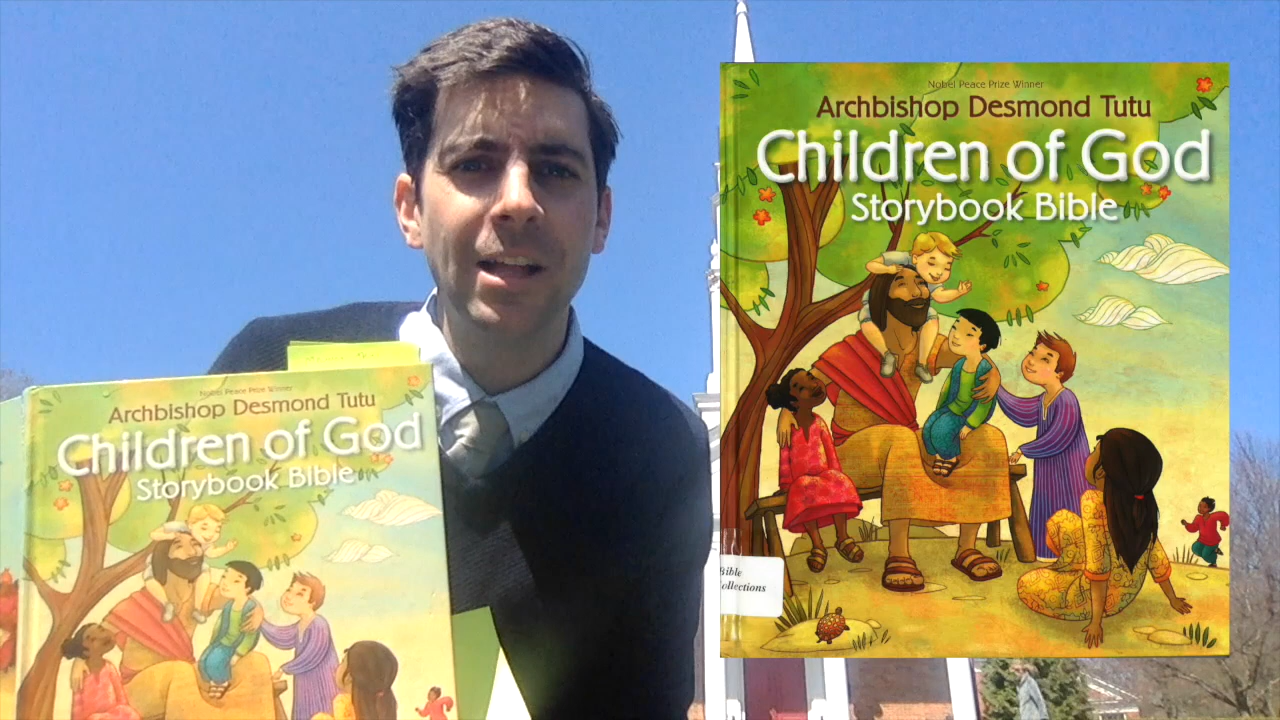 Nobel Peace Prize Winner
Archbishop Desmond Tutu
Children of God
Storybook Bible
Nobel Peace Prize Winner
Archbishop Desmond Tutu
Children of God
Storybook Bible
Bible
ollections